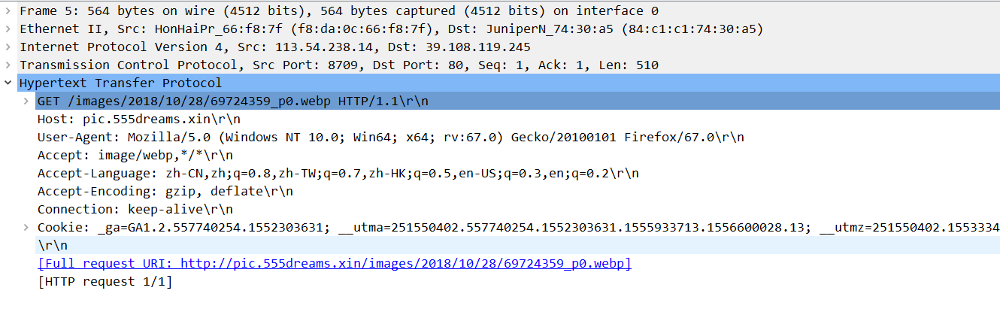 Frame 5: 564 bytes on wire (4512 bits), 564 bytes captured (4512 bits) on interface 0
Ethernet II, Src: HonHaiPr_66:f8:7f (f8:da:0c:66:f8:7f), Dst: JuniperN_74:30:a5 (84:c1:c1:74:30:a5)
Internet Protocol Version 4, Src: 113.54.238.14, Dst: 39.108.119.245
Transmission Control Protocol, Src Port: 8709, Dst Port: 80, Seq: 1, Ack: 1, Len: 510
Hypertext Transfer Protocol
GET /images/2018/10/28/69724359_p0.webp HTTP/1.1\r\n
Host: pic.555dreams.xin\r\n
User-Agent: Mozilla/5.0 (Windows NT 10.0; Win64; x64; rv:67.0) Gecko/20100101 Firefox/67.0\r\n
Accept: image/webp,*/*\r\n
Accept-Language: zh-CN,zh;q=0.8,zh-TW;q=0.7,zh-HK;q=0.5,en-US;q=0.3,en;q=0.2\r\n
Accept-Encoding: gzip, deflate\r\n
Connection: keep-alive\r\n
Cookie: _ga=GA1.2.557740254.1552303631; __utma=251550402.557740254.1552303631.1555933713.1556600028.13; __utmz=251550402.1553334
\r\n
[Full request URI: http://pic.555dreams.xin/images/2018/10/28/69724359_p0.webp]
[HTTP request 1/1]